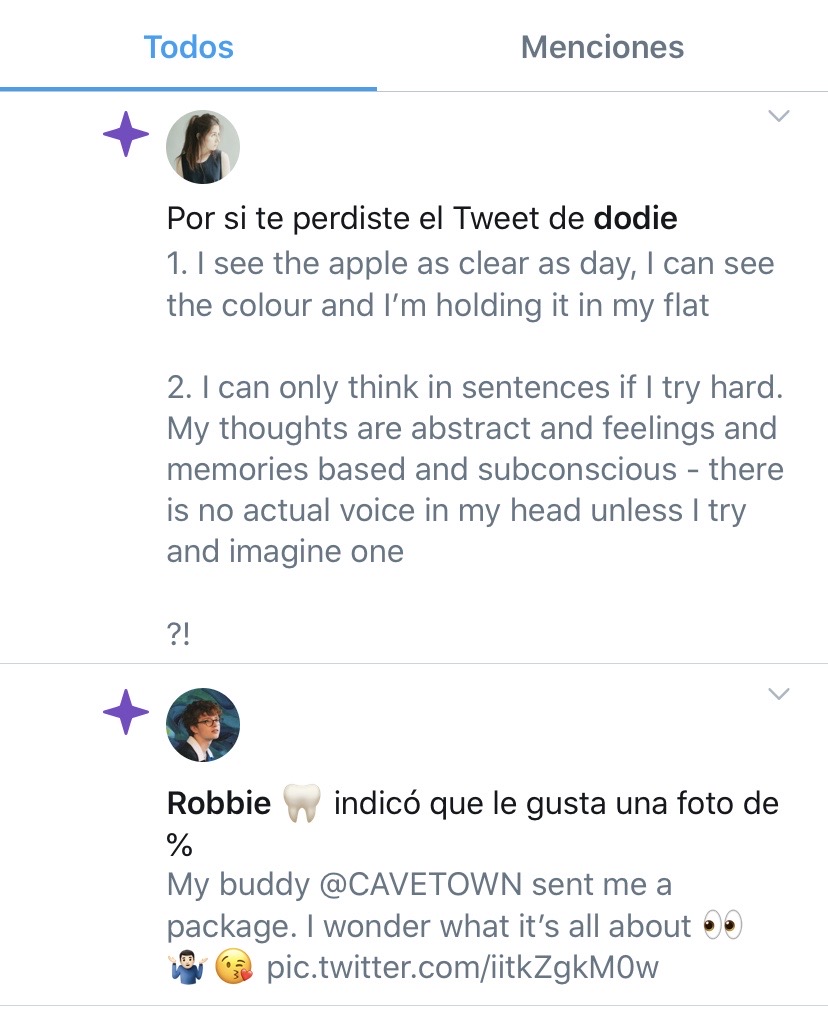 Todos
Menciones
Por si te perdiste el Tweet de dodie
1. I see the apple as clear as day, I can see
the colour and I’m holding it in my flat
2. I can only think in sentences if I try hard.
My thoughts are abstract and feelings and
memories based and subconscious - there
is no actual voice in my head unless I try
and imagine one
?!
Robbie 🦷 indicó que le gusta una foto de
%
My buddy @CAVETOWN sent me a
package. I wonder what it’s all about 👀
🤷🏻‍♂️ 😘 pic.twitter.com/iitkZgkM0w